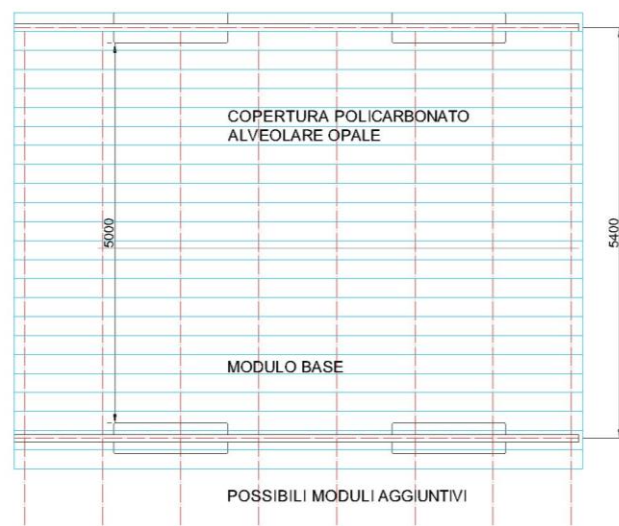 COPERTURA POLICARBONATO
ALVEOLARE OPALE
5000
5400
MODULO BASE
POSSIBILI MODULI AGGIUNTIVI